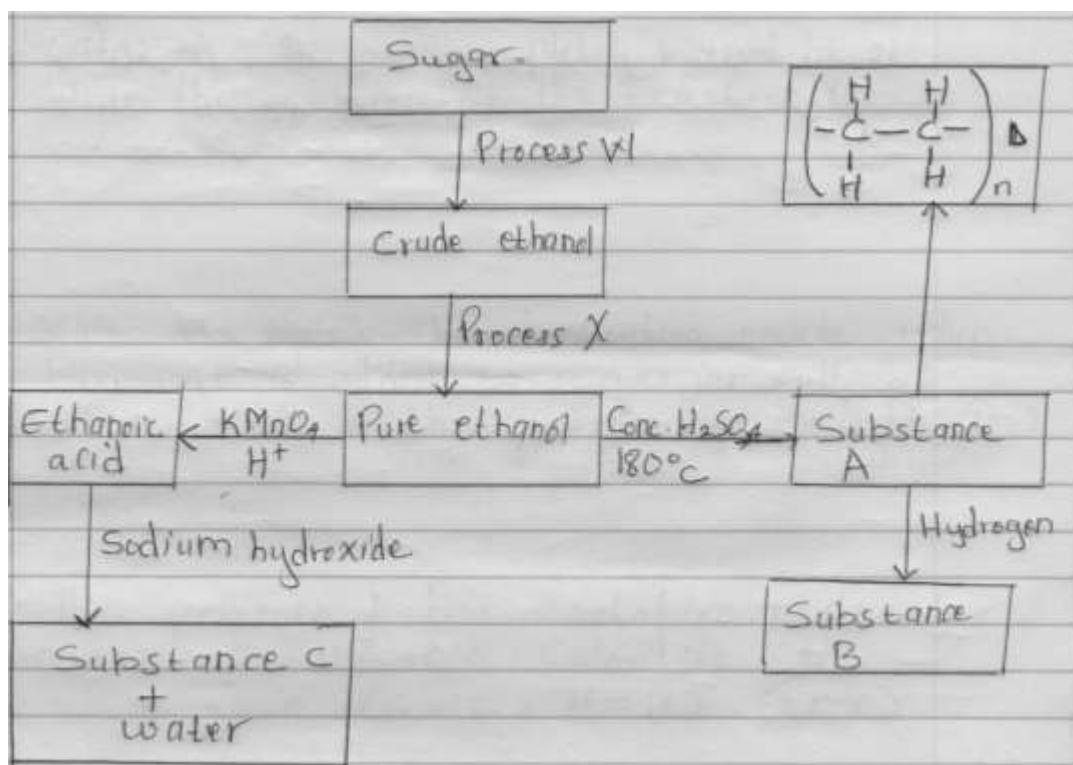 Sugar.
Process W
Crude ethanol
Process X
Pure ethanol
KMnO4
H+
Ethanoic
acid
Sodium hydroxide
Substance C
+
water
Conc. H2SO4
180°C
Substance
A
Hydrogen
Substance
B
H H
-C-C-
H H
n